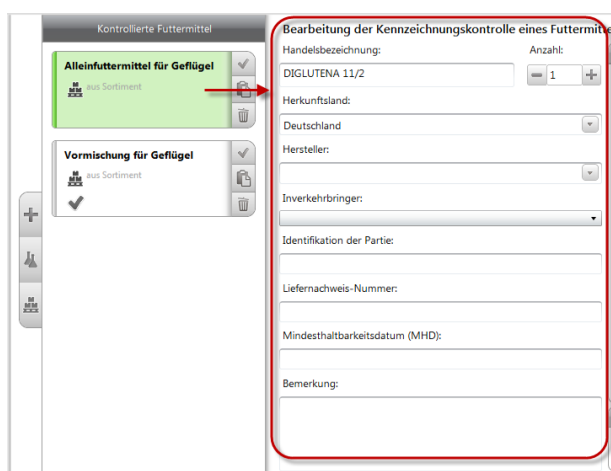 Kontrollierte Futtermittel
Alleinfuttermittel für Geflügel
aus Sortiment
Vormischung für Geflügel
aus Sortiment
Bearbeitung der Kennzeichnungskontrolle eines Futtermitte
Handelsbezeichnung:
Anzahl:
DIGLUTENA 11/2
1
Herkunftsland:
Deutschland
Hersteller:
Inverkehrbringer:
Identifikation der Partie:
Liefernachweis-Nummer:
Mindesthaltbarkeitsdatum (MHD):
Bemerkung: